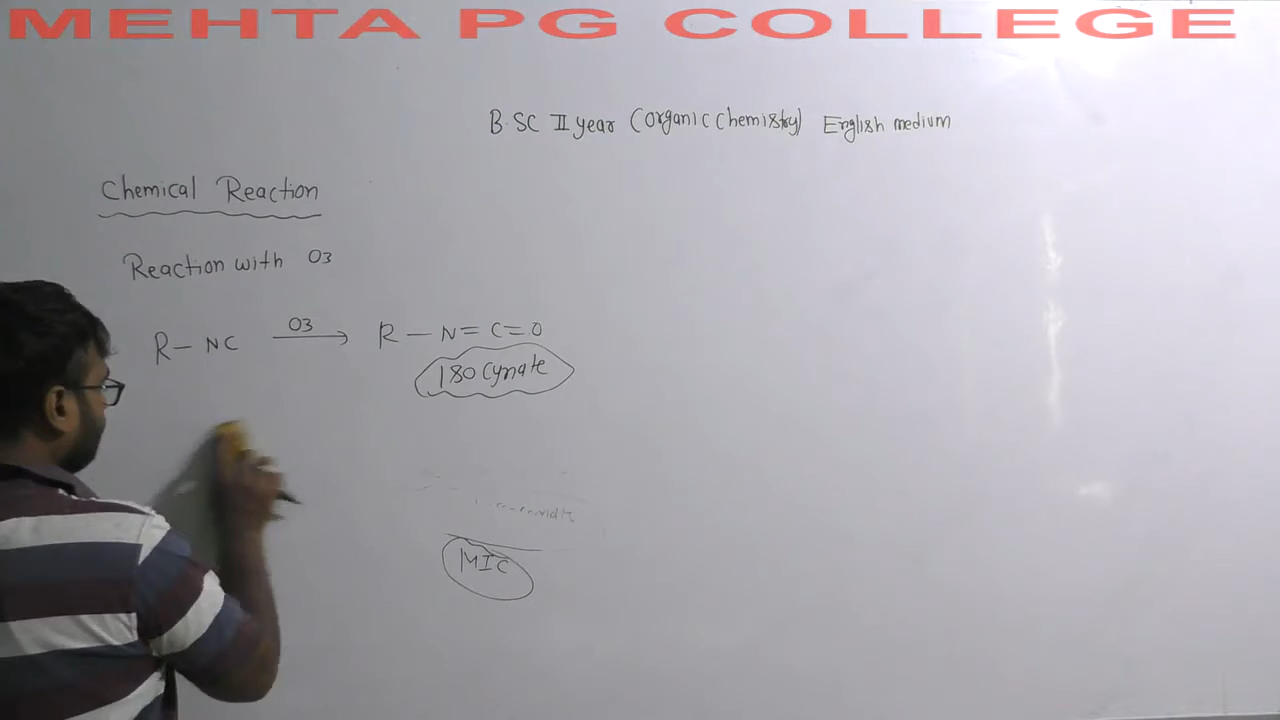 MEHTA PG COLLEGE
B.SC II year (Organic Chemistry) English medium
Chemical Reaction
Reaction with O3
R — NC O3 → R — N = C = O
180 Cynate
MIC